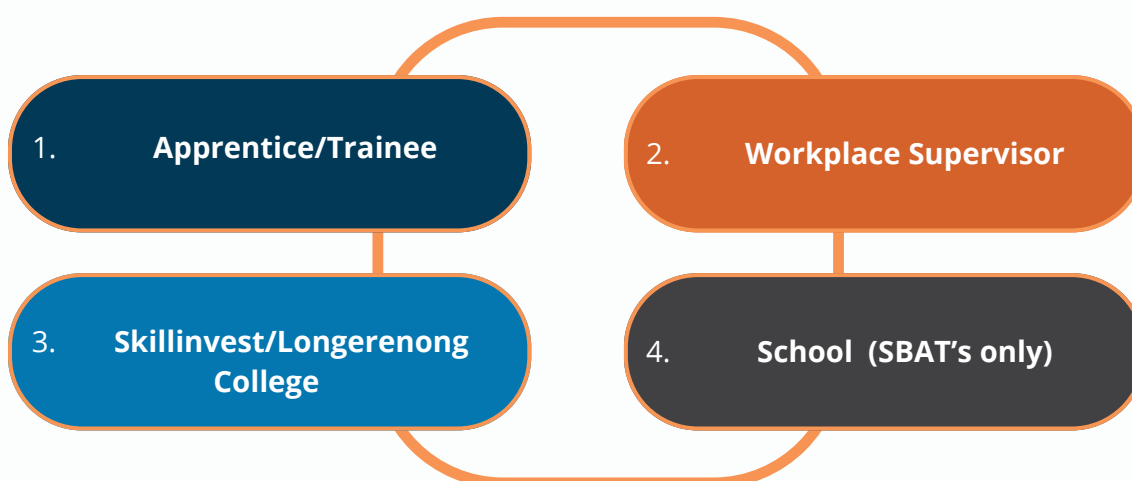 1. Apprentice/Trainee
2. Workplace Supervisor
3. Skillinvest/Longerenong
College
4. School (SBAT’s only)